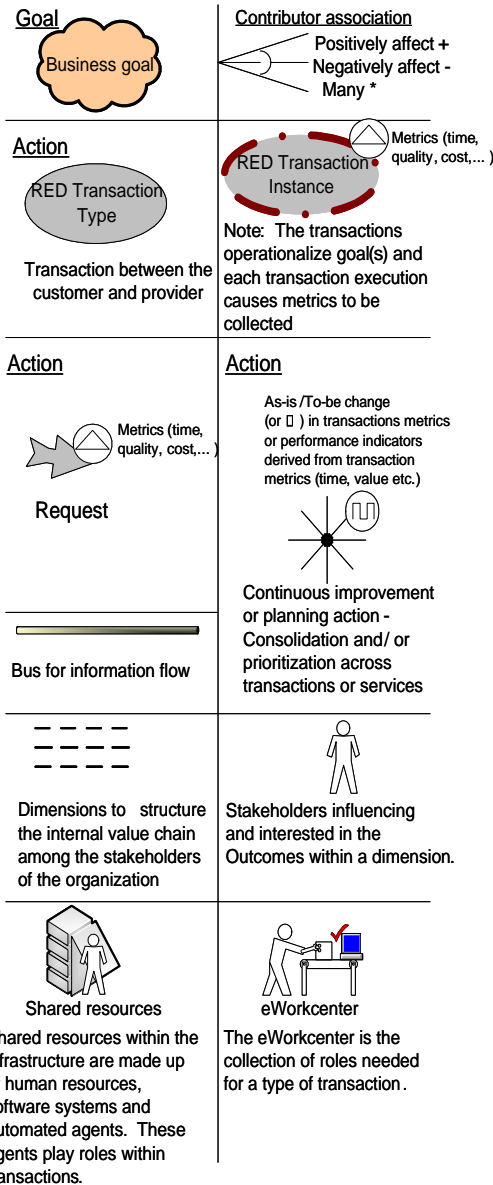 Goal
Business goal
Contributor association
Positively affect +
Negatively affect -
Many *
Action
RED Transaction
Type
Transaction between the
customer and provider
RED Transaction
Instance
Metrics (time,
quality, cost,... )
Note: The transactions
operationalize goal(s) and
each transaction execution
causes metrics to be
collected
Action
Metrics (time,
quality, cost,... )
Request
Action
As-is /To-be change
(or ▯ ) in transactions metrics
or performance indicators
derived from transaction
metrics (time, value etc.)
Continuous improvement
or planning action -
Consolidation and/ or
prioritization across
transactions or services
Bus for information flow
Dimensions to structure
the internal value chain
among the stakeholders
of the organization
Stakeholders influencing
and interested in the
Outcomes within a dimension.
Shared resources
hared resources within the
frastructure are made up
human resources,
oftware systems and
utomated agents. These
gents play roles within
ansactions.
eWorkcenter
The eWorkcenter is the
collection of roles needed
for a type of transaction.